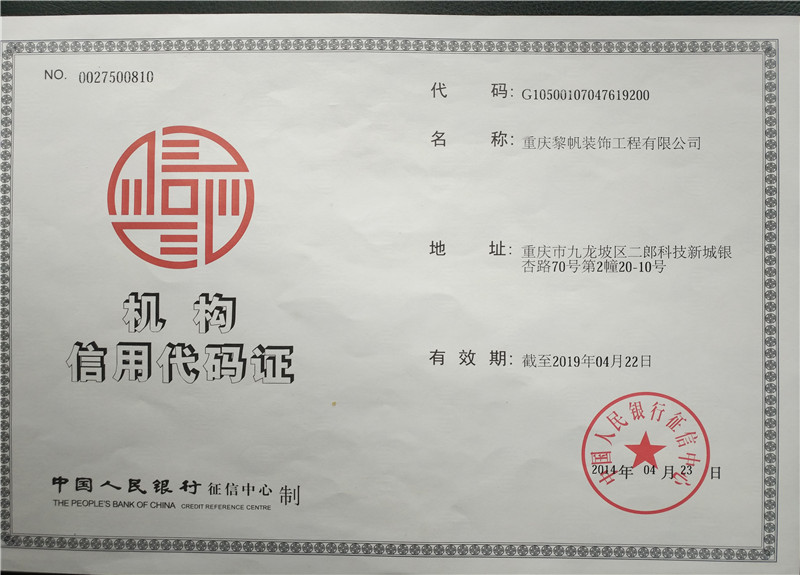 NO. 0027500810
代 码: G10500107047619200
名 称: 重庆黎帆装饰工程有限公司
地 址: 重庆市九龙坡区二郎科技新城银
杏路70号第2幢20-10号
机构
信用代码证
有效期: 截至2019年04月22日
中国人民银行征信中心
2014年 04月 23日
中国人民银行 征信中心 制
THE PEOPLE'S BANK OF CHINA CREDIT REFERENCE CENTRE